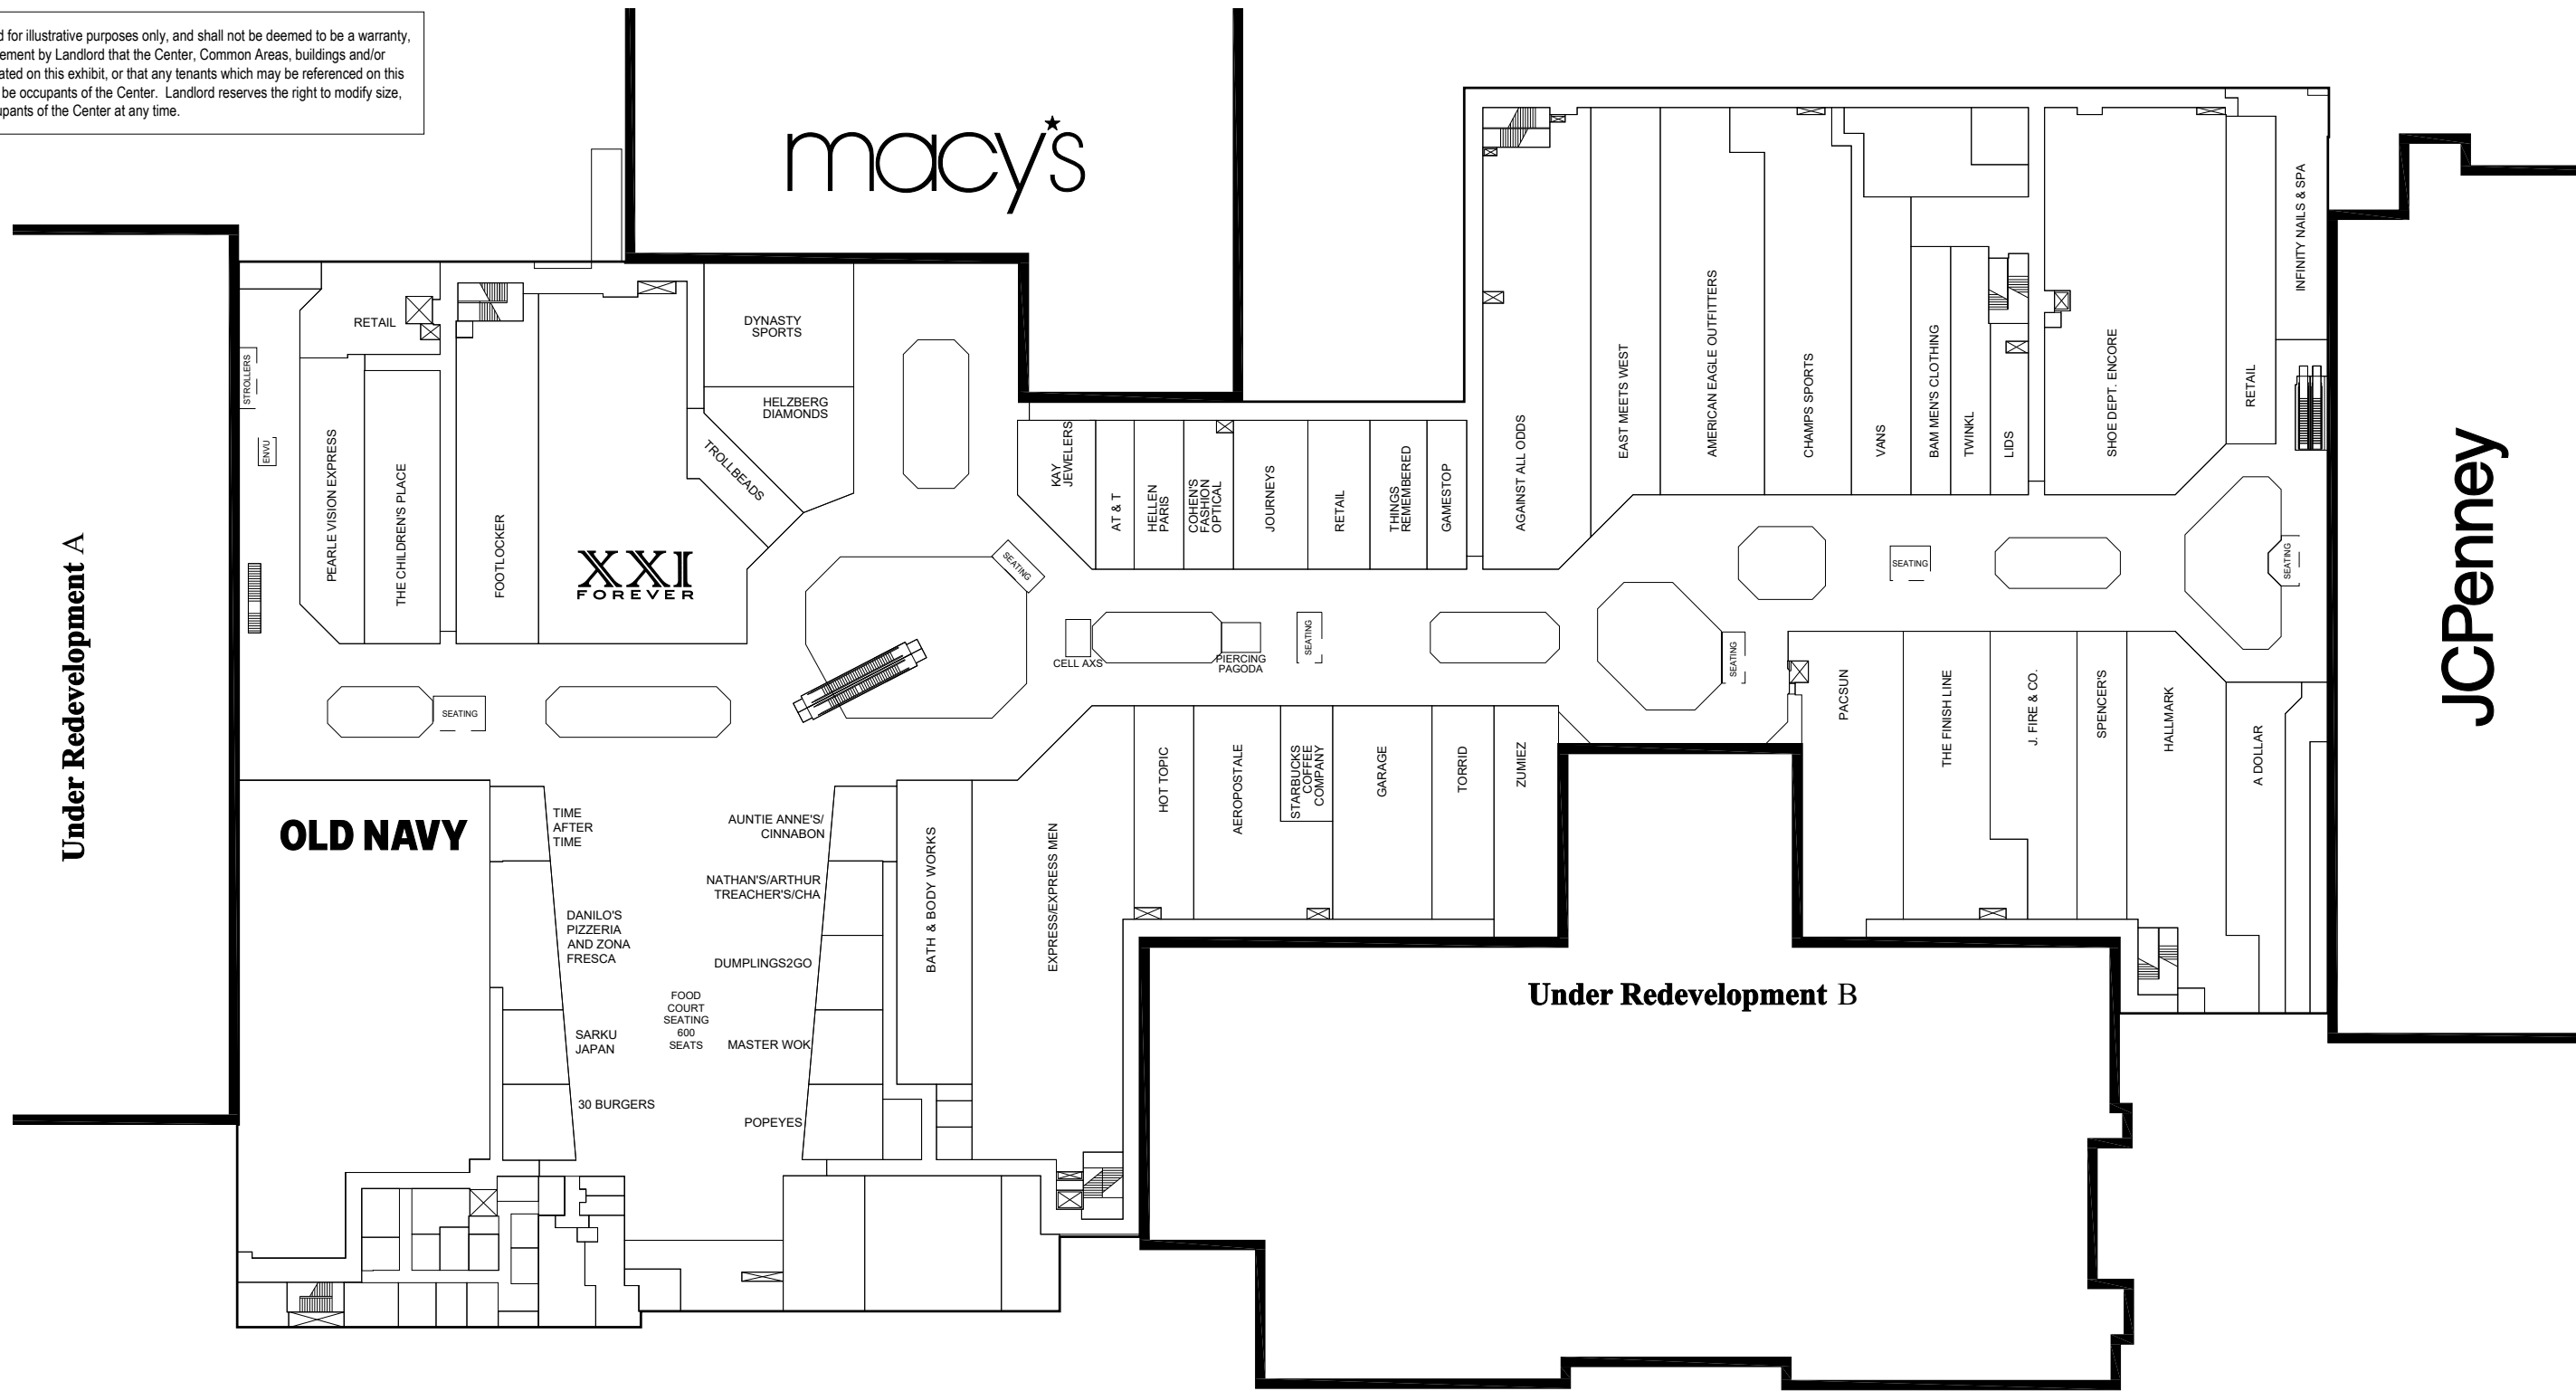 d for illustrative purposes only, and shall not be deemed to be a warranty,
ement by Landlord that the Center, Common Areas, buildings and/or
ated on this exhibit, or that any tenants which may be referenced on this
be occupants of the Center. Landlord reserves the right to modify size,
upants of the Center at any time.
macy's
Under Redevelopment A
STROLLERS
ENVU
RETAIL
PEARLE VISION EXPRESS
THE CHILDREN'S PLACE
FOOTLOCKER
XXI
FOREVER
DYNASTY
SPORTS
HELZBERG
DIAMONDS
TROLLBEADS
SEATING
KAY
JEWELERS
AT & T
HELLEN
PARIS
COHEN'S
FASHION
OPTICAL
JOURNEYS
RETAIL
THINGS
REMEMBERED
GAMESTOP
AGAINST ALL ODDS
EAST MEETS WEST
AMERICAN EAGLE OUTFITTERS
CHAMPS SPORTS
VANS
BAM MEN'S CLOTHING
TWINKL
LIDS
SHOE DEPT. ENCORE
RETAIL
INFINITY NAILS & SPA
JCPenney
SEATING
CELL AXS
PIERCING
PAGODA
SEATING
SEATING
SEATING
SEATING
OLD NAVY
TIME
AFTER
TIME
DANILO'S
PIZZERIA
AND ZONA
FRESCA
SARKU
JAPAN
30 BURGERS
FOOD
COURT
SEATING
600
SEATS
AUNTIE ANNE'S/
CINNABON
NATHAN'S/ARTHUR
TREACHER'S/CHA
DUMPLINGS2GO
MASTER WOK
POPEYES
BATH & BODY WORKS
EXPRESS/EXPRESS MEN
HOT TOPIC
AEROPOSTALE
STARBUCKS
COFFEE
COMPANY
GARAGE
TORRID
ZUMIEZ
PACSUN
THE FINISH LINE
J. FIRE & CO.
SPENCER'S
HALLMARK
A DOLLAR
Under Redevelopment B